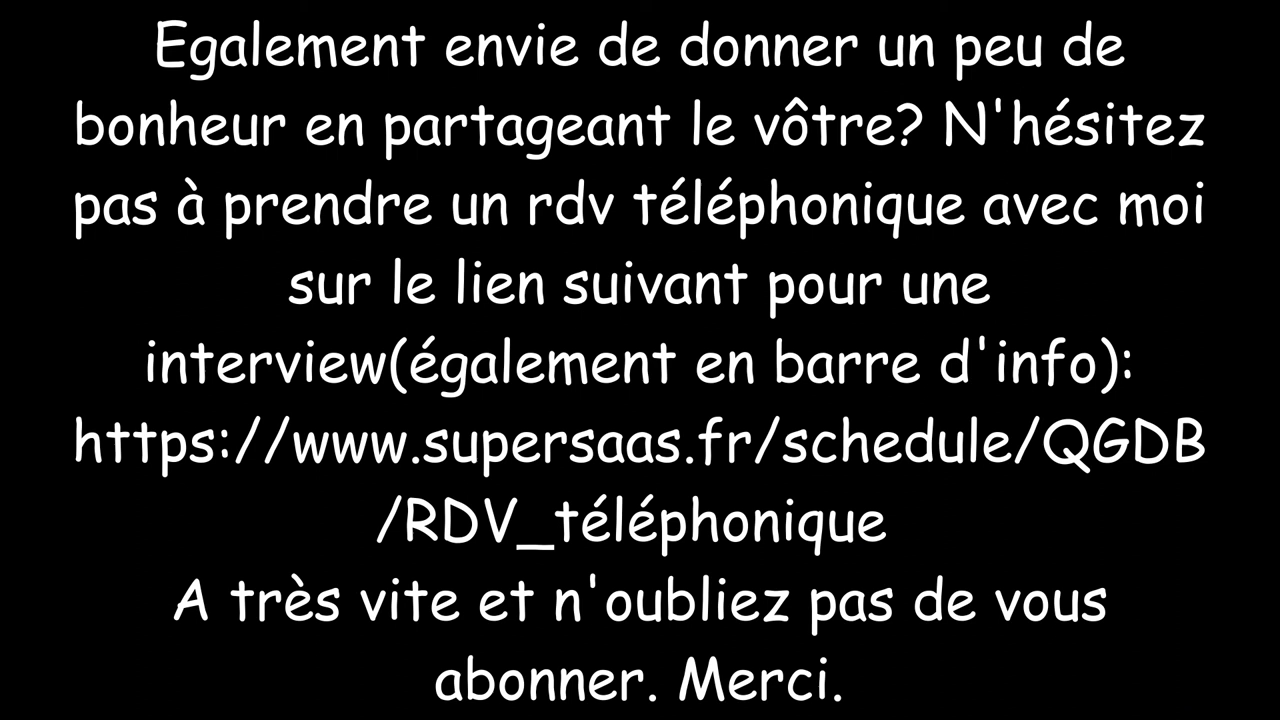 Egalement envie de donner un peu de
bonheur en partageant le vôtre? N'hésitez
pas à prendre un rdv téléphonique avec moi
sur le lien suivant pour une
interview(également en barre d'info):
https://www.supersaas.fr/schedule/QGDB
/RDV_téléphonique
A très vite et n'oubliez pas de vous
abonner. Merci.